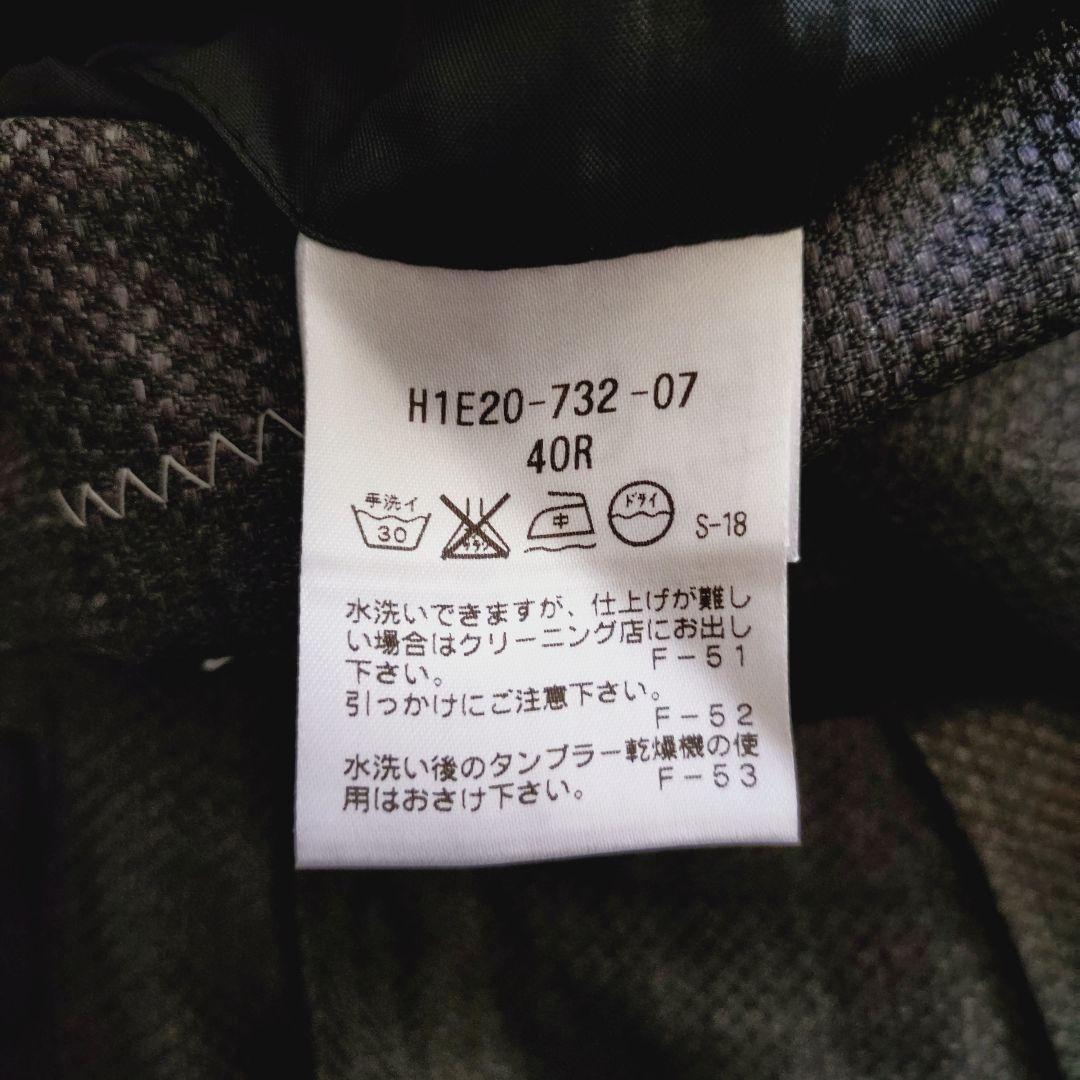 H1E20-732-07
40R
手洗イ
30
中
ドライ
S-18
水洗いできますが、仕上げが難し
い場合はクリーニング店にお出し
下さい。 F-51
引っかけにご注意下さい。
F-52
水洗い後のタンブラー乾燥機の使
用はおさけ下さい。 F-53